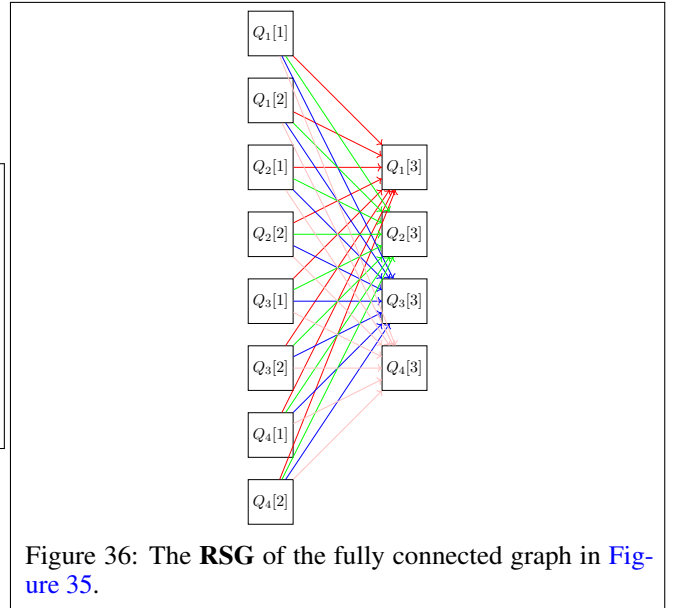 Q1[1]
Q1[2]
Q2[1]
Q1[3]
Q2[2]
Q2[3]
Q3[1]
Q3[3]
Q3[2]
Q4[3]
Q4[1]
Q4[2]
Figure 36: The RSG of the fully connected graph in Fig-
ure 35.